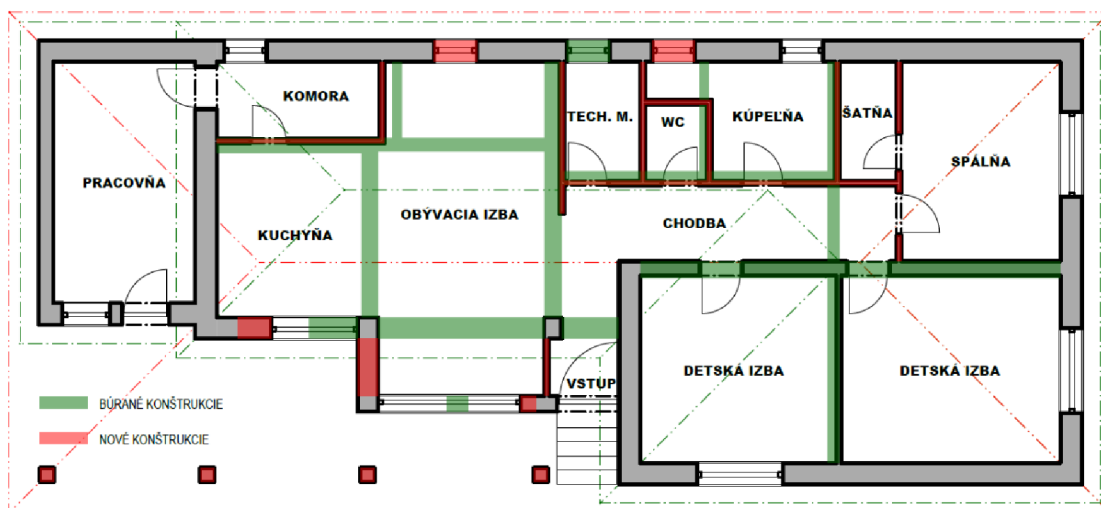 KOMORA
TECH. M.
WC
KÚPEĽŇA
ŠATŇA
SPÁLŇA
PRACOVŇA
KUCHYŇA
OBÝVACIA IZBA
CHODBA
VSTUP
DETSKÁ IZBA
DETSKÁ IZBA
BÚRANÉ KONŠTRUKCIE
NOVÉ KONŠTRUKCIE